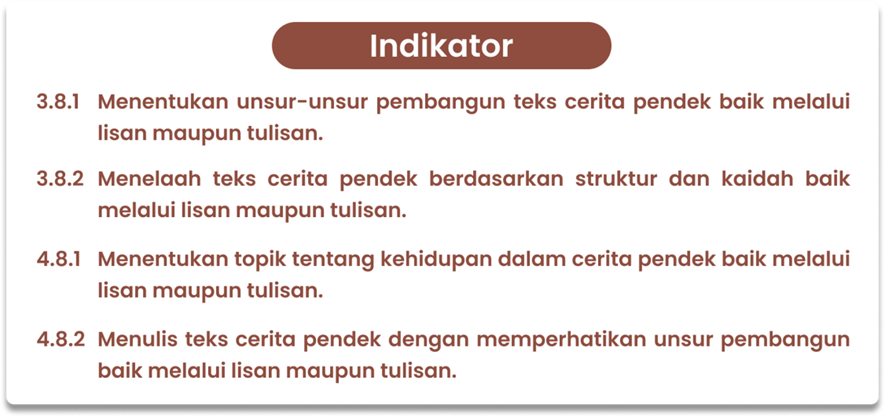 Indikator
3.8.1 Menentukan unsur-unsur pembangun teks cerita pendek baik melalui
lisan maupun tulisan.
3.8.2 Menelaah teks cerita pendek berdasarkan struktur dan kaidah baik
melalui lisan maupun tulisan.
4.8.1 Menentukan topik tentang kehidupan dalam cerita pendek baik melalui
lisan maupun tulisan.
4.8.2 Menulis teks cerita pendek dengan memperhatikan unsur pembangun
baik melalui lisan maupun tulisan.